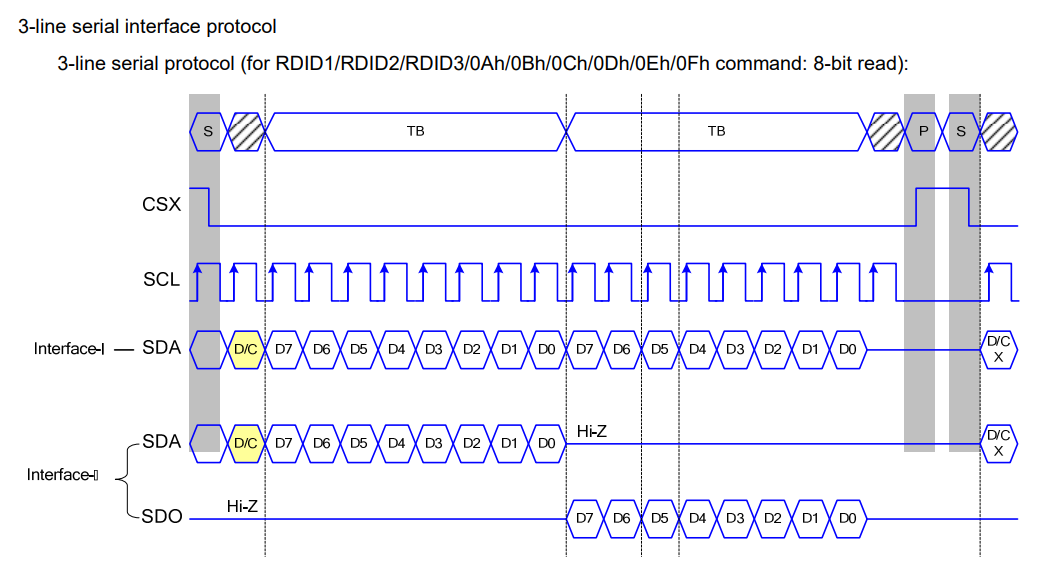 3-line serial interface protocol
3-line serial protocol (for RDID1/RDID2/RDID3/0Ah/0Bh/0Ch/0Dh/0Eh/0Fh command: 8-bit read):
S TB TB P S
CSX
SCL
Interface-I SDA D/C D7 D6 D5 D4 D3 D2 D1 D0 D7 D6 D5 D4 D3 D2 D1 D0 D/C
X
Hi-Z
SDA D/C D7 D6 D5 D4 D3 D2 D1 D0 D/C
X
Interface-
Hi-Z
SDO D7 D6 D5 D4 D3 D2 D1 D0